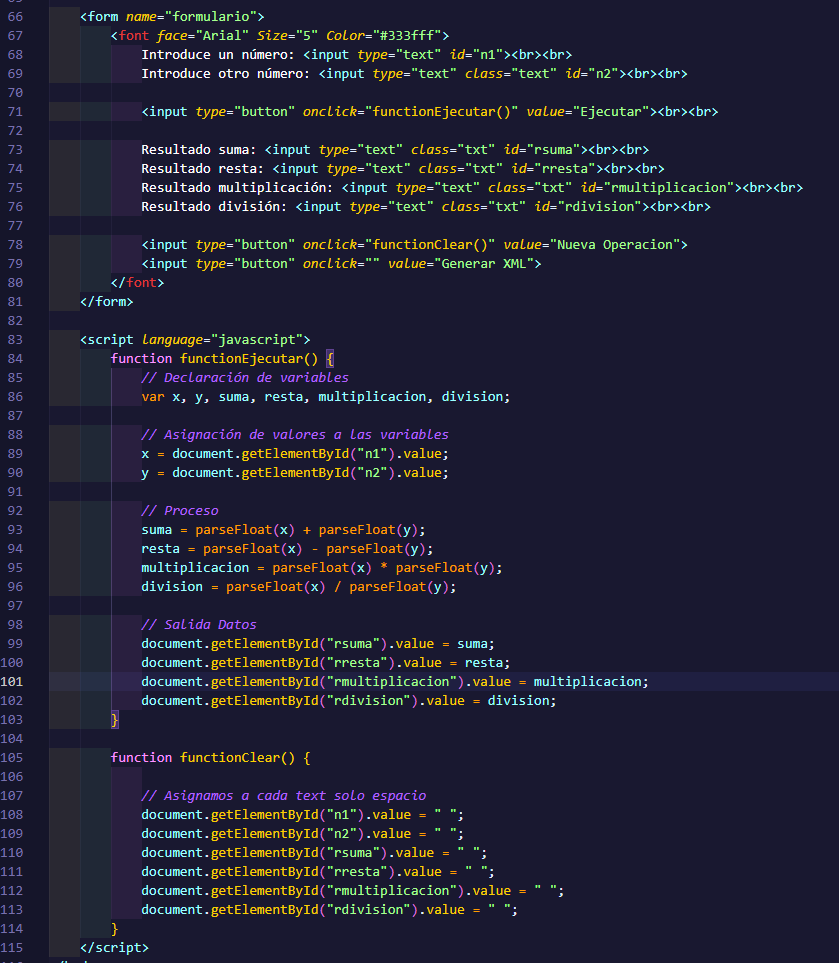 66 <form name="formulario">
67 <font face="Arial" Size="5" Color="#333fff">
68 Introduce un número: <input type="text" id="n1"><br><br>
69 Introduce otro número: <input type="text" class="text" id="n2"><br><br>
70
71 <input type="button" onclick="functionEjecutar()" value="Ejecutar"><br><br>
72
73 Resultado suma: <input type="text" class="txt" id="rsuma"><br><br>
74 Resultado resta: <input type="text" class="txt" id="rresta"><br><br>
75 Resultado multiplicación: <input type="text" class="txt" id="rmultiplicacion"><br><br>
76 Resultado división: <input type="text" class="txt" id="rdivision"><br><br>
77
78 <input type="button" onclick="functionClear()" value="Nueva Operacion">
79 <input type="button" onclick="" value="Generar XML">
80 </font>
81 </form>
82
83 <script language="javascript">
84 function functionEjecutar() {
85 // Declaración de variables
86 var x, y, suma, resta, multiplicacion, division;
87
88 // Asignación de valores a las variables
89 x = document.getElementById("n1").value;
90 y = document.getElementById("n2").value;
91
92 // Proceso
93 suma = parseFloat(x) + parseFloat(y);
94 resta = parseFloat(x) - parseFloat(y);
95 multiplicacion = parseFloat(x) * parseFloat(y);
96 division = parseFloat(x) / parseFloat(y);
97
98 // Salida Datos
99 document.getElementById("rsuma").value = suma;
100 document.getElementById("rresta").value = resta;
101 document.getElementById("rmultiplicacion").value = multiplicacion;
102 document.getElementById("rdivision").value = division;
103 }
104
105 function functionClear() {
106
107 // Asignamos a cada text solo espacio
108 document.getElementById("n1").value = " ";
109 document.getElementById("n2").value = " ";
110 document.getElementById("rsuma").value = " ";
111 document.getElementById("rresta").value = " ";
112 document.getElementById("rmultiplicacion").value = " ";
113 document.getElementById("rdivision").value = " ";
114 }
115 </script>